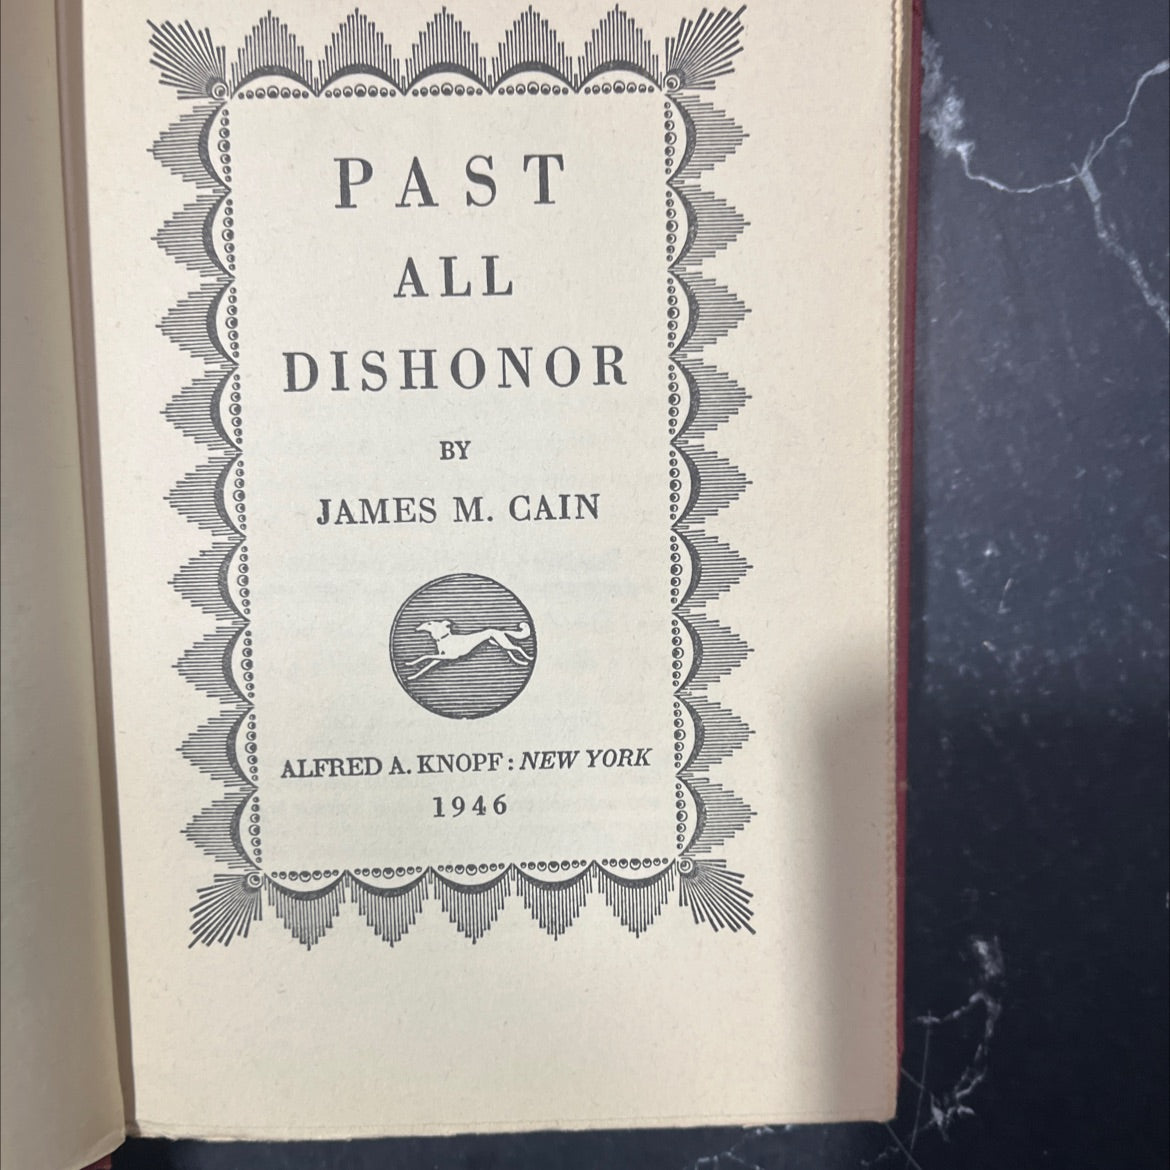 PAST
ALL
DISHONOR
BY
JAMES M. CAIN
ALFRED A. KNOPF: NEW YORK
1946